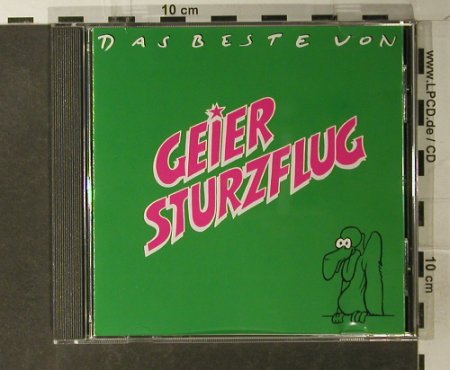 10 cm
DAS BESTE VON
GEIER
STURZFLUG
www.LPCD.de / CD
10 cm